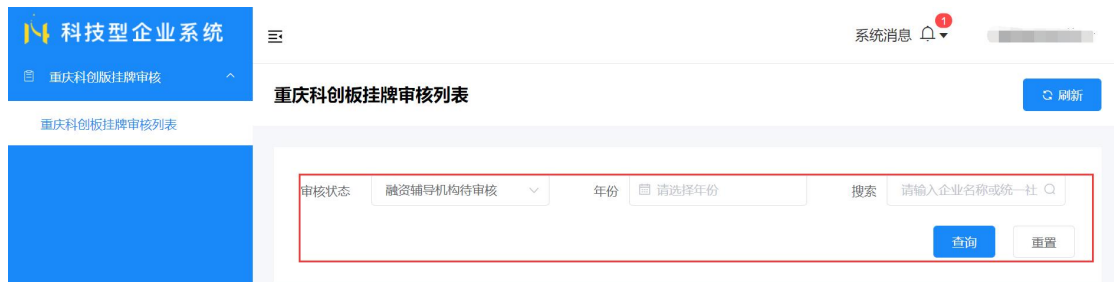 科技型企业系统
系统消息 1
重庆科创版挂牌审核
重庆科创板挂牌审核列表
刷新
重庆科创板挂牌审核列表
审核状态 融资辅导机构待审核 年份 请选择年份 搜索 请输入企业名称或统一社
查询 重置